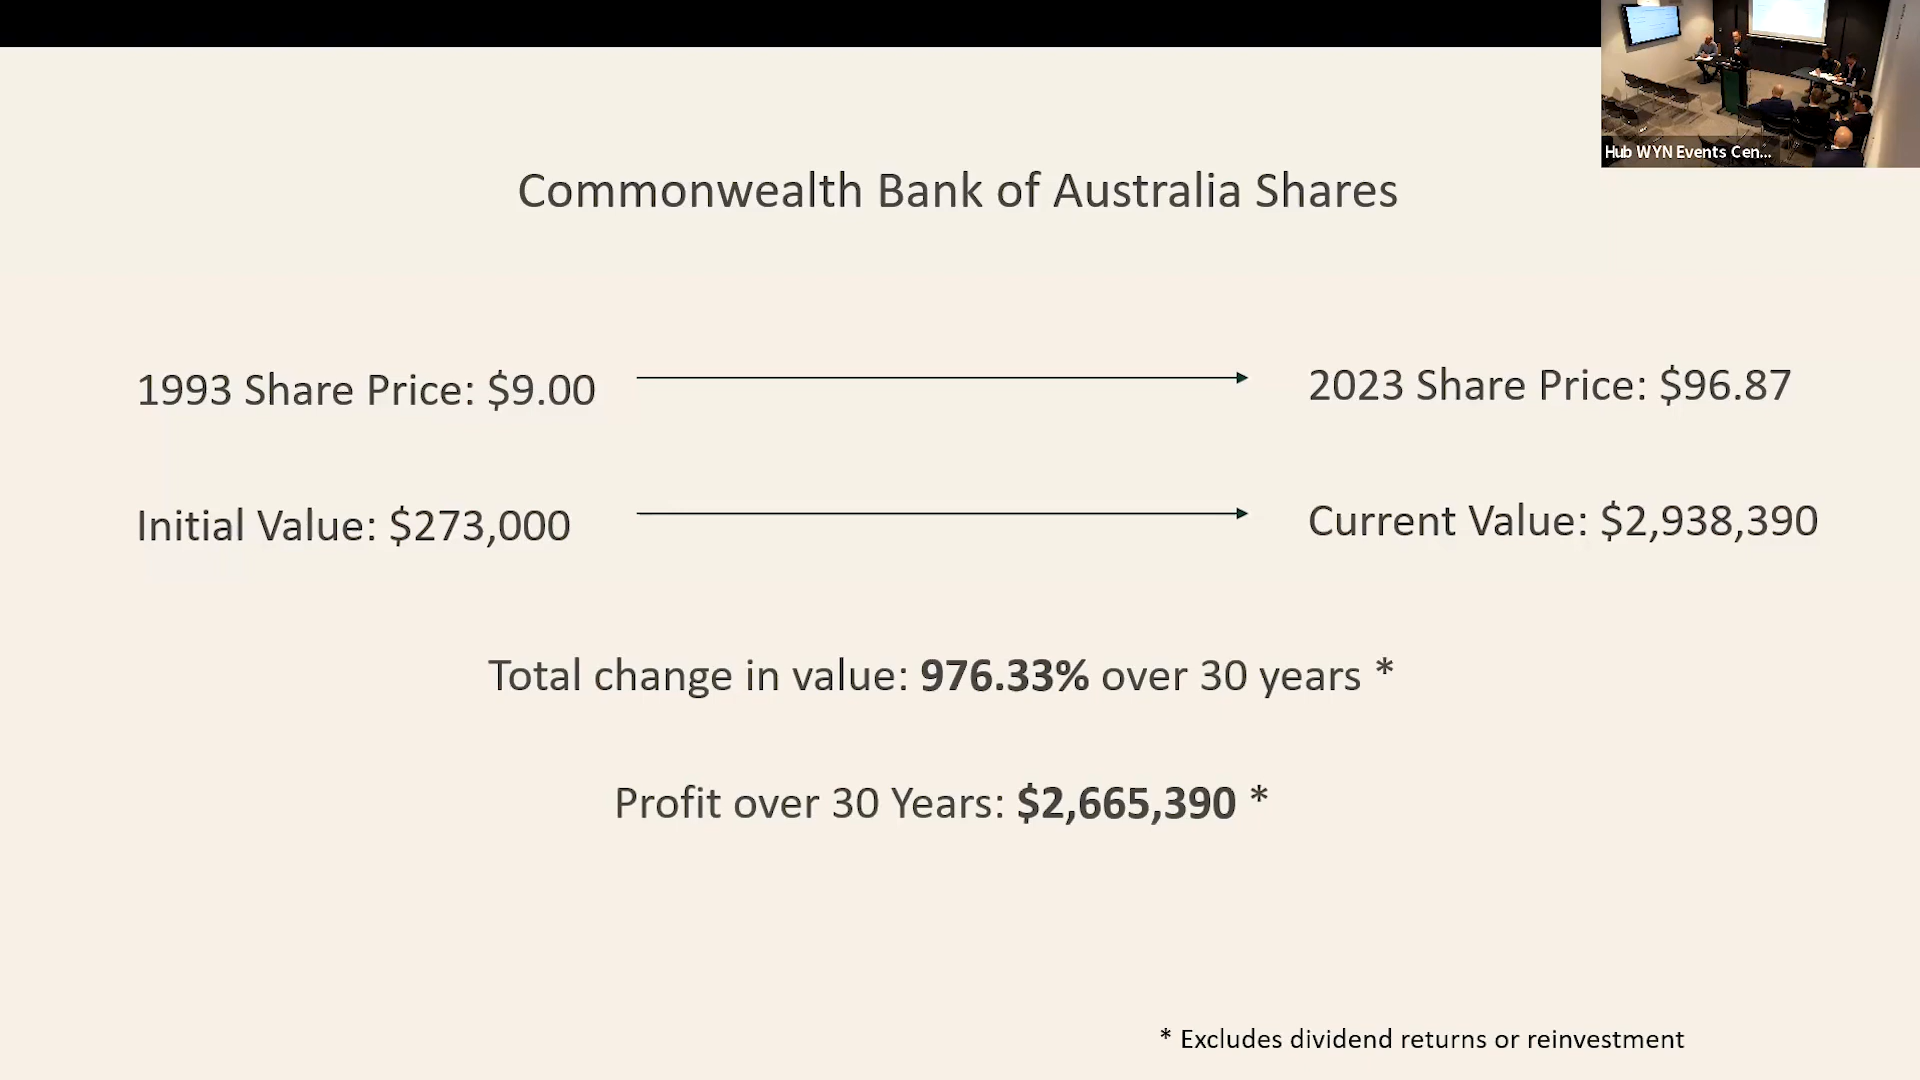 Hub WYN Events Cen...
Commonwealth Bank of Australia Shares
1993 Share Price: $9.00
2023 Share Price: $96.87
Initial Value: $273,000
Current Value: $2,938,390
Total change in value: 976.33% over 30 years *
Profit over 30 Years: $2,665,390 *
* Excludes dividend returns or reinvestment